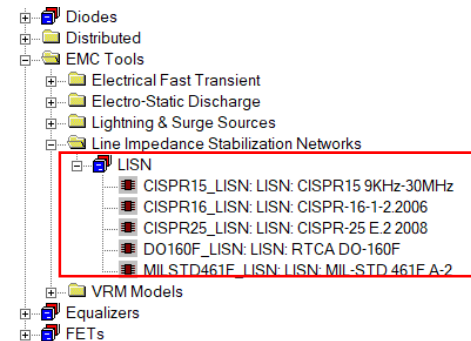 Diodes
Distributed
EMC Tools
Electrical Fast Transient
Electro-Static Discharge
Lightning & Surge Sources
Line Impedance Stabilization Networks
LISN
CISPR15_LISN: LISN: CISPR15 9KHz-30MHz
CISPR16_LISN: LISN: CISPR-16-1-2.2006
CISPR25_LISN: LISN: CISPR-25 E.2 2008
DO160F_LISN: LISN: RTCA DO-160F
MILSTD461F_LISN: LISN: MIL-STD 461F A-2
VRM Models
Equalizers
FETs